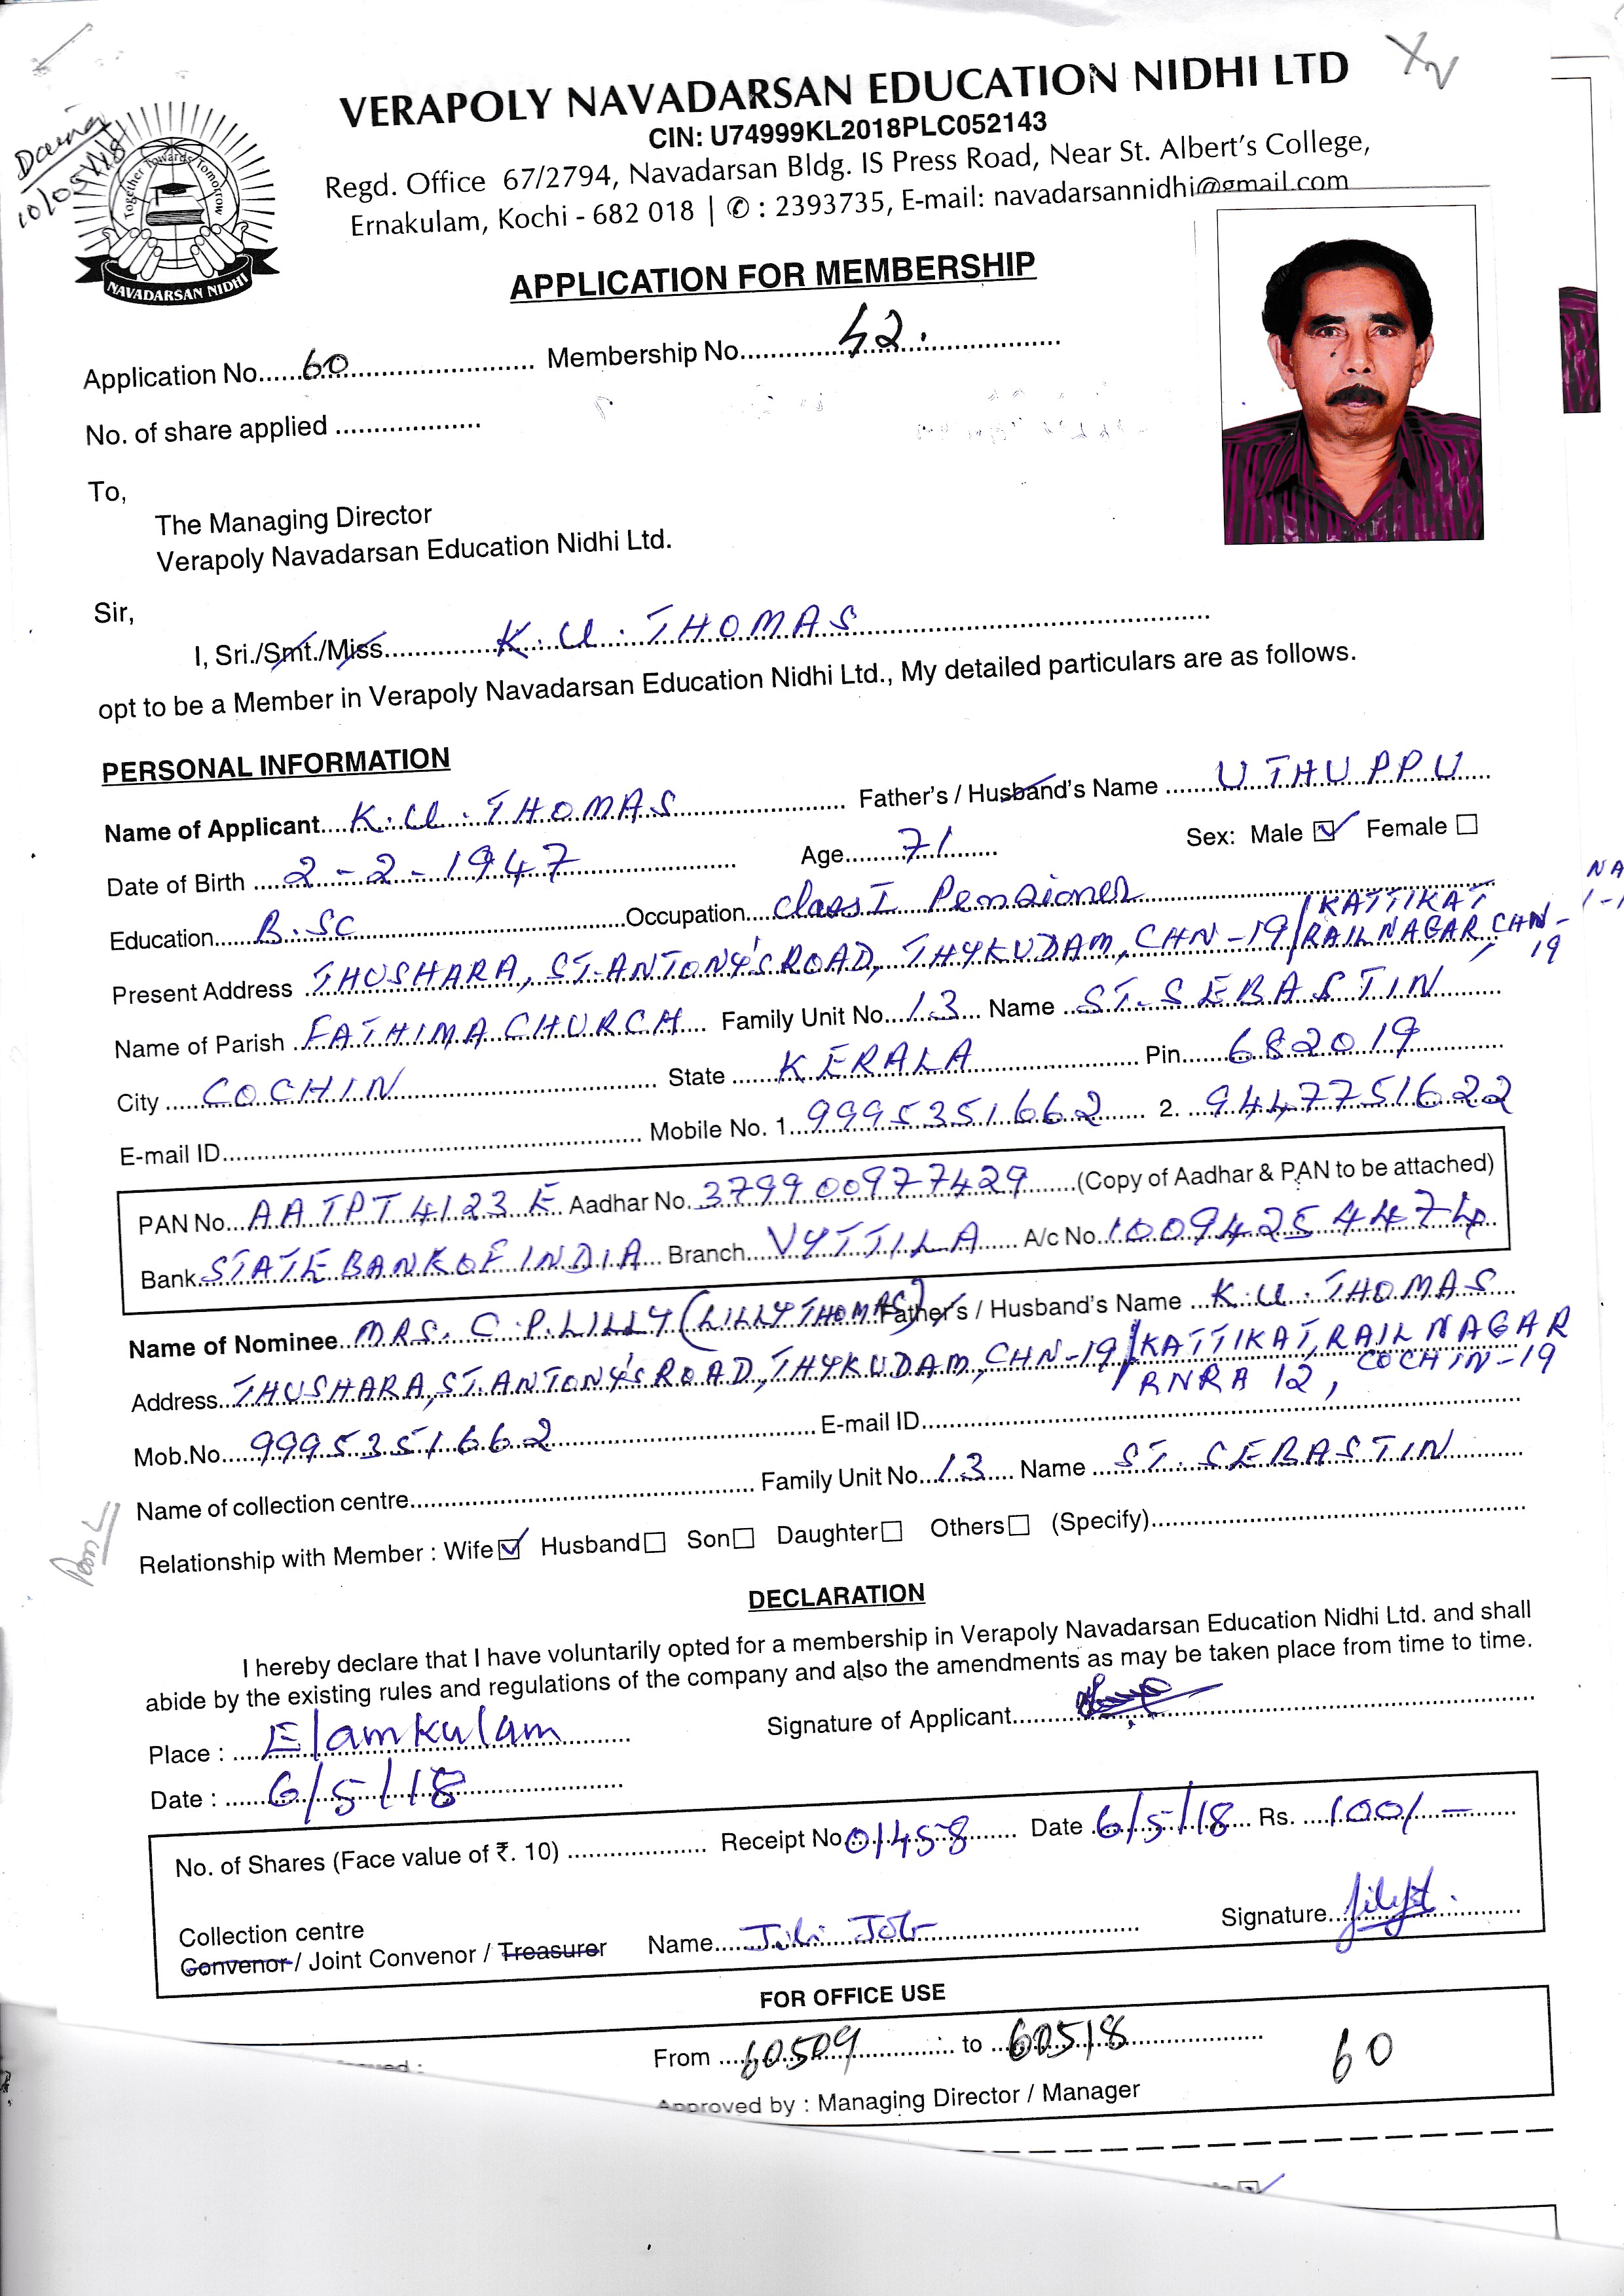 VERAPOLY NAVADARSAN EDUCATION NIDHI LTD
CIN: U74999KL2018PLC052143
Regd. Office 67/2794, Navadarsan Bldg. IS Press Road, Near St. Albert's College,
Ernakulam, Kochi - 682 018 | ✆ : 2393735, E-mail: navadarsannidhi@gmail.com
10/05/18
Together Towards Tomorrow
NAVADARSAN NIDHI
APPLICATION FOR MEMBERSHIP
Application No......60.............. Membership No..............52...............
No. of share applied ...................
To,
The Managing Director
Verapoly Navadarsan Education Nidhi Ltd.
Sir,
I, Sri./Smt./Miss..............K.U. THOMAS..............................
opt to be a Member in Verapoly Navadarsan Education Nidhi Ltd., My detailed particulars are as follows.
PERSONAL INFORMATION
Name of Applicant....K.U. THOMAS.................. Father's / Husband's Name .......UTHUPPU....
Date of Birth ....2-2-1947.................. Age.........71.......... Sex: Male ☑ Female ☐
Education......B.SC..............................Occupation....Class I Pensioner..............................
Present Address THUSHARA, ST.ANTONY'S ROAD, THYKUDAM, CHN-19/KATTIKAT
RAIL NAGAR, CHN-19
Name of Parish FATHIMA CHURCH.... Family Unit No...13... Name ..ST. SEBASTIN.......
City .....COCHIN.............................. State ......KERALA.................. Pin......682019............
E-mail ID.................................................... Mobile No. 1..9995351662...... 2. ..9447751622
PAN No...AATPT4123E.. Aadhar No..379900977429......(Copy of Aadhar & PAN to be attached)
Bank.STATE BANK OF INDIA... Branch...VYTTILA...... A/c No..10094254474..
Name of Nominee..MRS. C.P.LILLY (LILLY THOMAS) Father's / Husband's Name ...K.U. THOMAS...
Address..THUSHARA, ST.ANTONY'S ROAD, THYKUDAM, CHN-19/KATTIKAT, RAIL NAGAR
RNRA 12, COCHIN-19
Mob.No....9995351662.............................. E-mail ID..............................................................
Name of collection centre.................................................. Family Unit No...13.... Name ...ST. SEBASTIN.......
Relationship with Member : Wife☑ Husband☐ Son☐ Daughter☐ Others☐ (Specify)..................................................
DECLARATION
I hereby declare that I have voluntarily opted for a membership in Verapoly Navadarsan Education Nidhi Ltd. and shall
abide by the existing rules and regulations of the company and also the amendments as may be taken place from time to time.
Place : ....Elamkulam......... Signature of Applicant............................................
Date : ......6/5/18....................
No. of Shares (Face value of ₹. 10) .................... Receipt No 01458...... Date 6/5/18... Rs. ....100/-........
Collection centre
Convenor / Joint Convenor / Treasurer Name................................ Signature........................
FOR OFFICE USE
From ...60509............ to ..60518.................... 60
Approved by : Managing Director / Manager